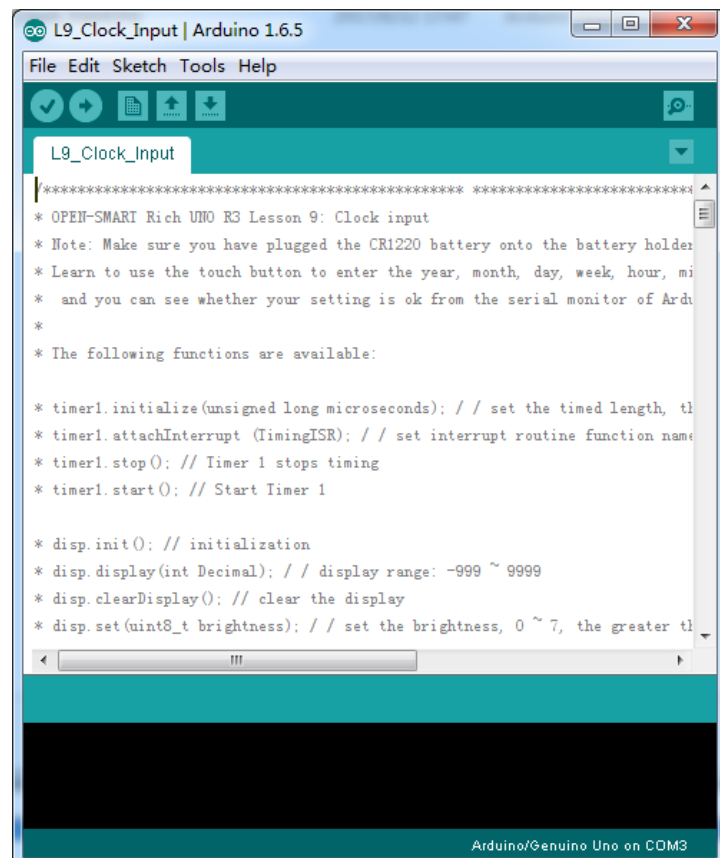 L9_Clock_Input | Arduino 1.6.5
File Edit Sketch Tools Help
L9_Clock_Input
/************************************************* **************************
* OPEN-SMART Rich UNO R3 Lesson 9: Clock input
* Note: Make sure you have plugged the CR1220 battery onto the battery holder
* Learn to use the touch button to enter the year, month, day, week, hour, mi
*  and you can see whether your setting is ok from the serial monitor of Ardu
*
* The following functions are available:
* timer1.initialize(unsigned long microseconds); / / set the timed length, th
* timer1.attachInterrupt (TimingISR); / / set interrupt routine function name
* timer1.stop(); // Timer 1 stops timing
* timer1.start(); // Start Timer 1
* disp.init(); // initialization
* disp.display(int Decimal); / / display range: -999 ~ 9999
* disp.clearDisplay(); // clear the display
* disp.set(uint8_t brightness); / / set the brightness, 0 ~ 7, the greater th
Arduino/Genuino Uno on COM3